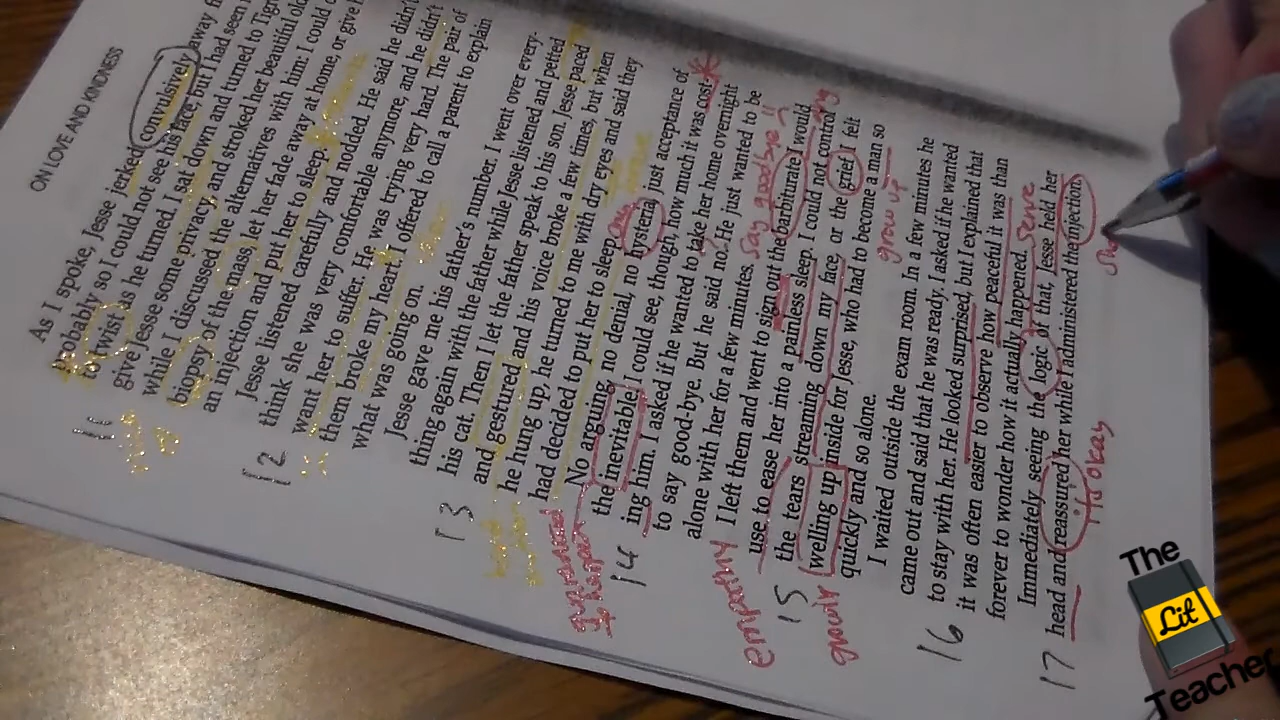 ON LOVE AND KINDNESS
As I spoke, Jesse jerked convulsively away
probably so I could not see his face, but I had seen
to twist as he turned. I sat down and turned to Tigr
11 give Jesse some privacy, and stroked her beautiful old
while I discussed the alternatives with him: I could
biopsy of the mass, let her fade away at home, or give
an injection and put her to sleep
Jesse listened carefully and nodded. He said he didn't
12 think she was very comfortable anymore, and he didn't
want her to suffer. He was trying very hard. The pair of
them broke my heart. I offered to call a parent to explain
what was going on.
Jesse gave me his father's number. I went over every-
13 thing again with the father while Jesse listened and petted
his cat. Then I let the father speak to his son. Jesse paced
and gestured and his voice broke a few times, but when
he hung up, he turned to me with dry eyes and said they
had decided to put her to sleep
No arguing no denial, no hysteria, just acceptance of
14 the inevitable. I could see, though, how much it was cost-
ing him. I asked if he wanted to take her home overnight
to say good-bye. But he said no. He just wanted to be
alone with her for a few minutes. Say goodbye
empathy I left them and went to sign out the barbiturate I would
15 use to ease her into a painless sleep. I could not control
the tears streaming down my face, or the grief I felt
welling up inside for Jesse, who had to become a man so
quickly and so alone. grow up
I waited outside the exam room. In a few minutes he
came out and said that he was ready. I asked if he wanted
16 to stay with her. He looked surprised, but I explained that
it was often easier to observe how peaceful it was than
forever to wonder how it actually happened.
Immediately seeing the logic of that, Jesse held her
17 head and reassured her while I administered the injection.
its okay
The
Lit
Teacher